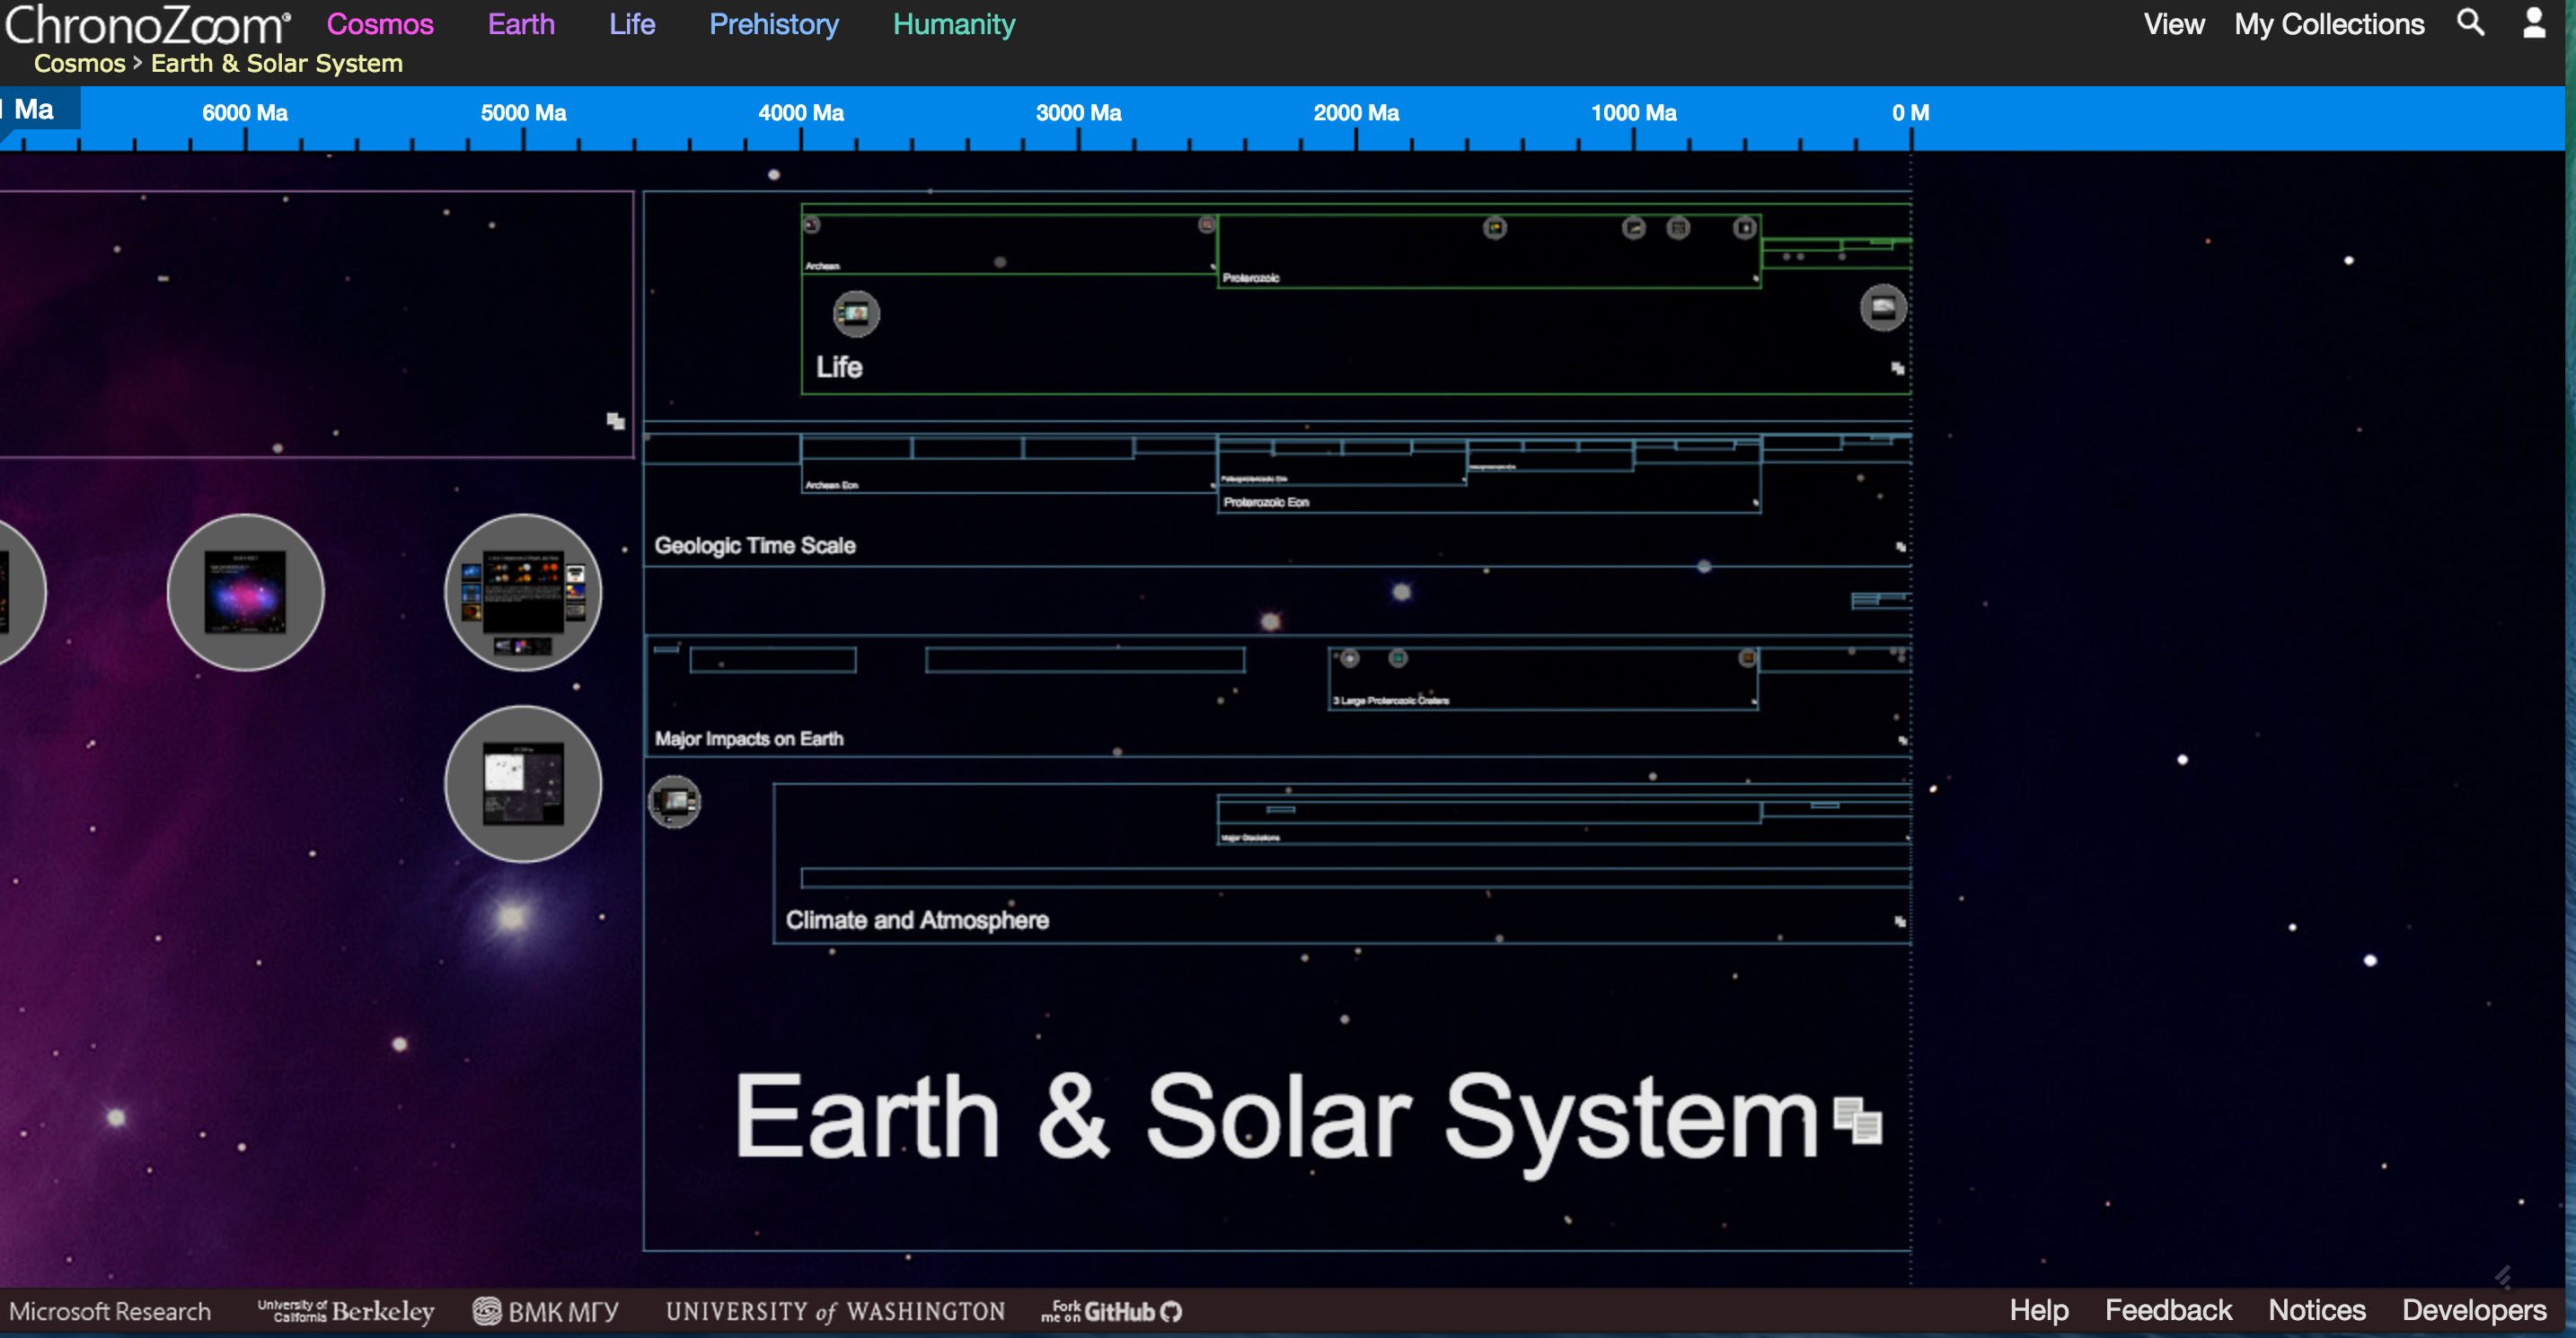 ChronoZoom®
Cosmos Earth Life Prehistory Humanity
View My Collections
Cosmos > Earth & Solar System
Ma
6000 Ma 5000 Ma 4000 Ma 3000 Ma 2000 Ma 1000 Ma 0 M
Archean
Proterozoic
Life
Archean Eon
Proterozoic Eon
Geologic Time Scale
3 Large Proterozoic Craters
Major Impacts on Earth
Major Glaciations
Climate and Atmosphere
Earth & Solar System
Microsoft Research
University of California Berkeley
ВМК МГУ
UNIVERSITY of WASHINGTON
Fork me on GitHub
Help Feedback Notices Developers